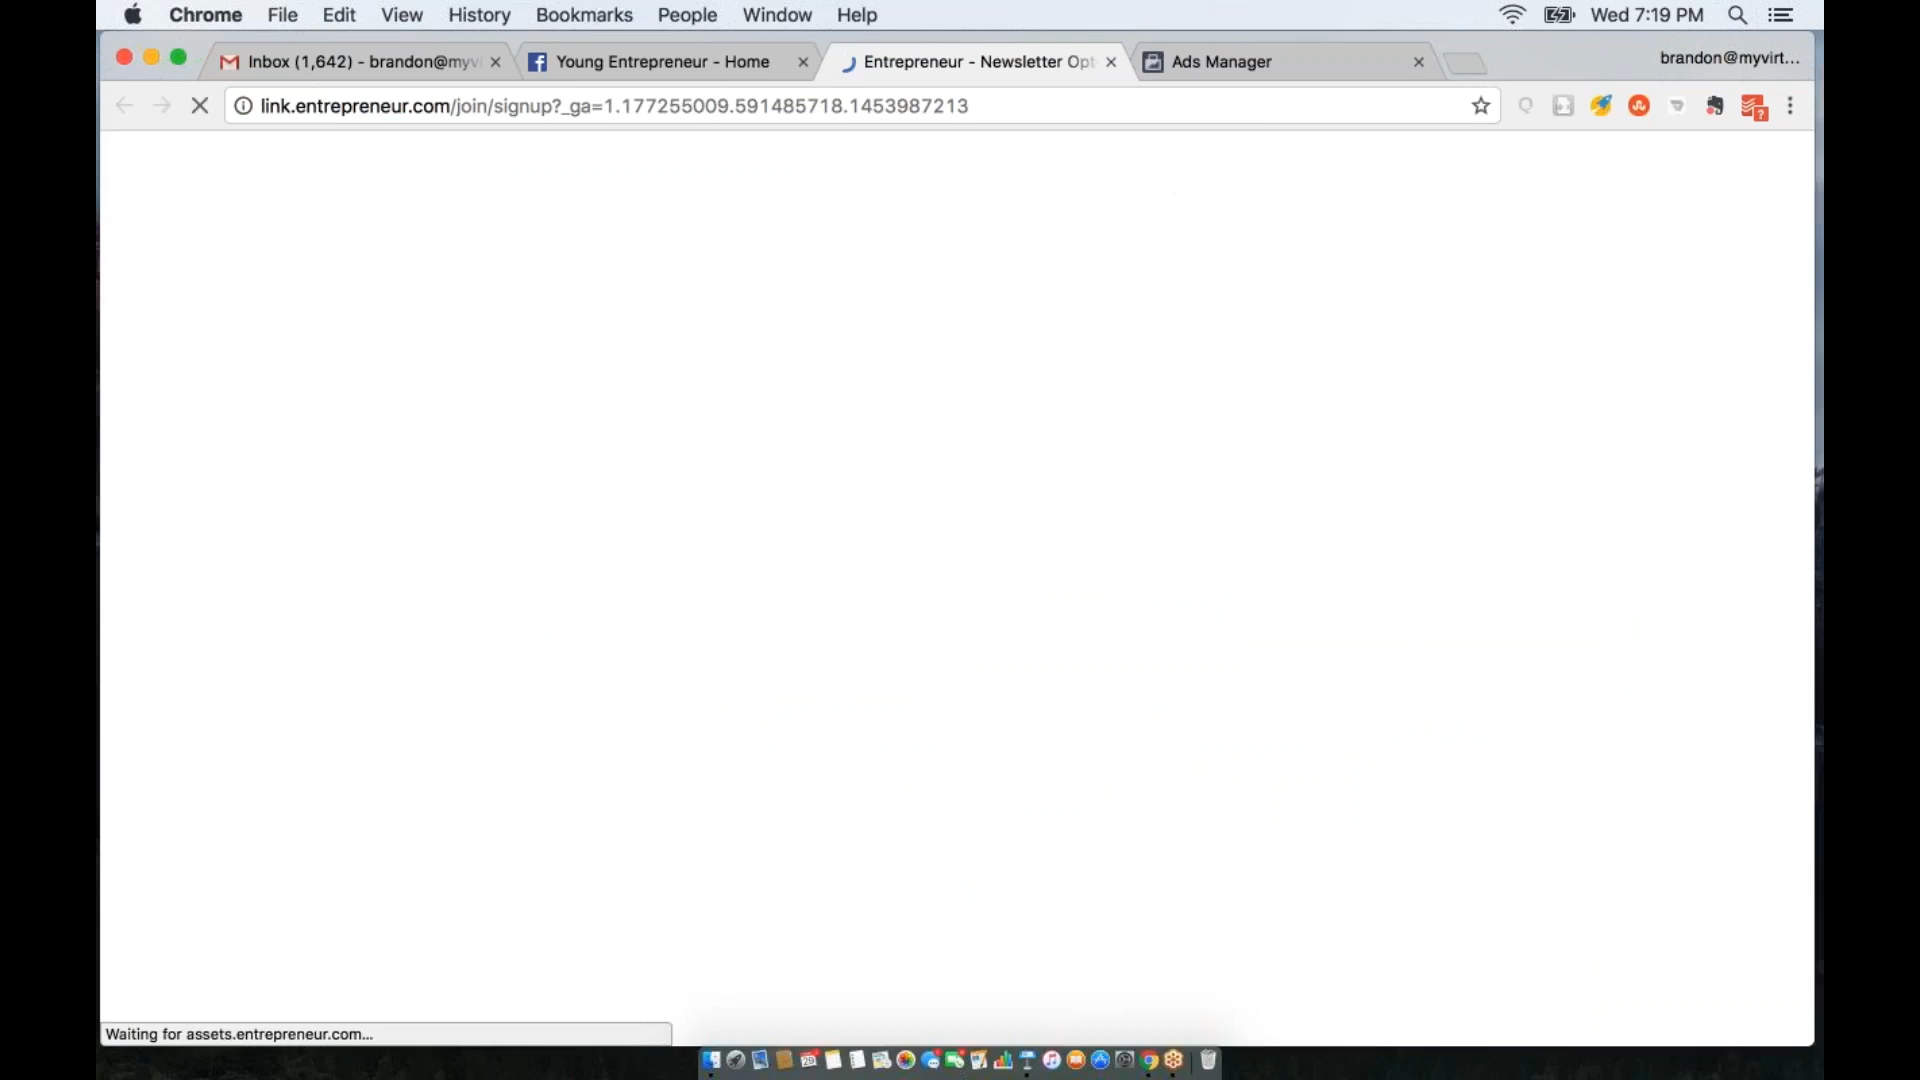 Chrome File Edit View History Bookmarks People Window Help Wed 7:19 PM
Inbox (1,642) - brandon@myvi Young Entrepreneur - Home Entrepreneur - Newsletter Opt Ads Manager brandon@myvirt...
link.entrepreneur.com/join/signup?_ga=1.177255009.591485718.1453987213
Waiting for assets.entrepreneur.com...